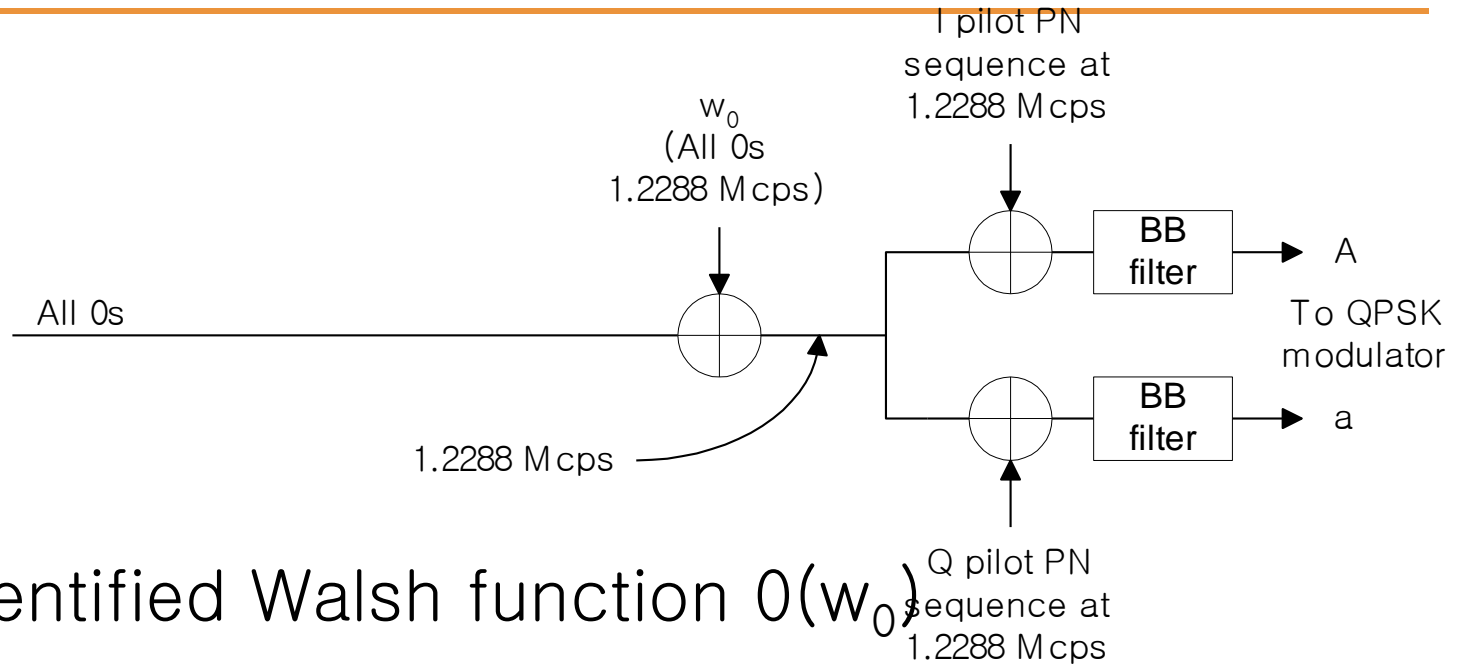 I pilot PN
sequence at
1.2288 Mcps
w0
(All 0s
1.2288 Mcps)
BB
filter
A
All 0s
To QPSK
modulator
BB
filter
a
1.2288 Mcps
Q pilot PN
sequence at
1.2288 Mcps
entified Walsh function 0(w0)